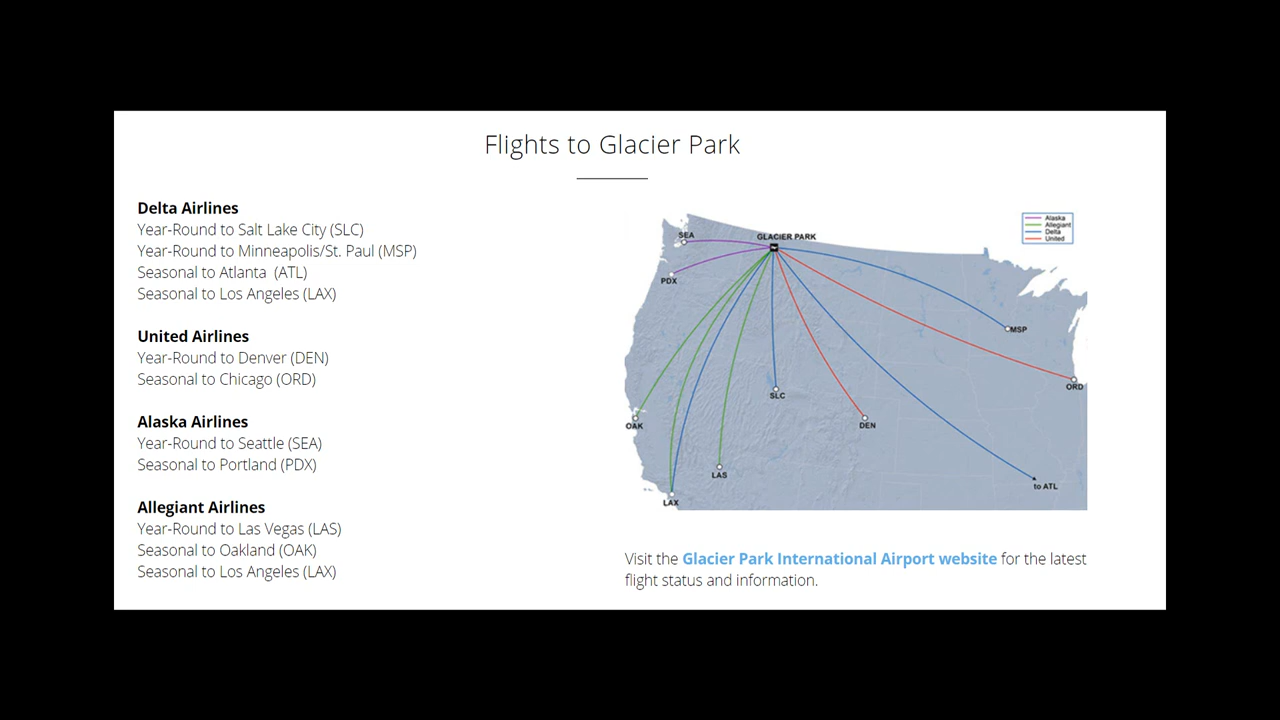 Flights to Glacier Park
Delta Airlines
Year-Round to Salt Lake City (SLC)
Year-Round to Minneapolis/St. Paul (MSP)
Seasonal to Atlanta (ATL)
Seasonal to Los Angeles (LAX)
United Airlines
Year-Round to Denver (DEN)
Seasonal to Chicago (ORD)
Alaska Airlines
Year-Round to Seattle (SEA)
Seasonal to Portland (PDX)
Allegiant Airlines
Year-Round to Las Vegas (LAS)
Seasonal to Oakland (OAK)
Seasonal to Los Angeles (LAX)
Alaska
Allegiant
Delta
United
SEA
GLACIER PARK
PDX
MSP
ORD
SLC
OAK
DEN
LAS
to ATL
LAX
Visit the Glacier Park International Airport website for the latest
flight status and information.